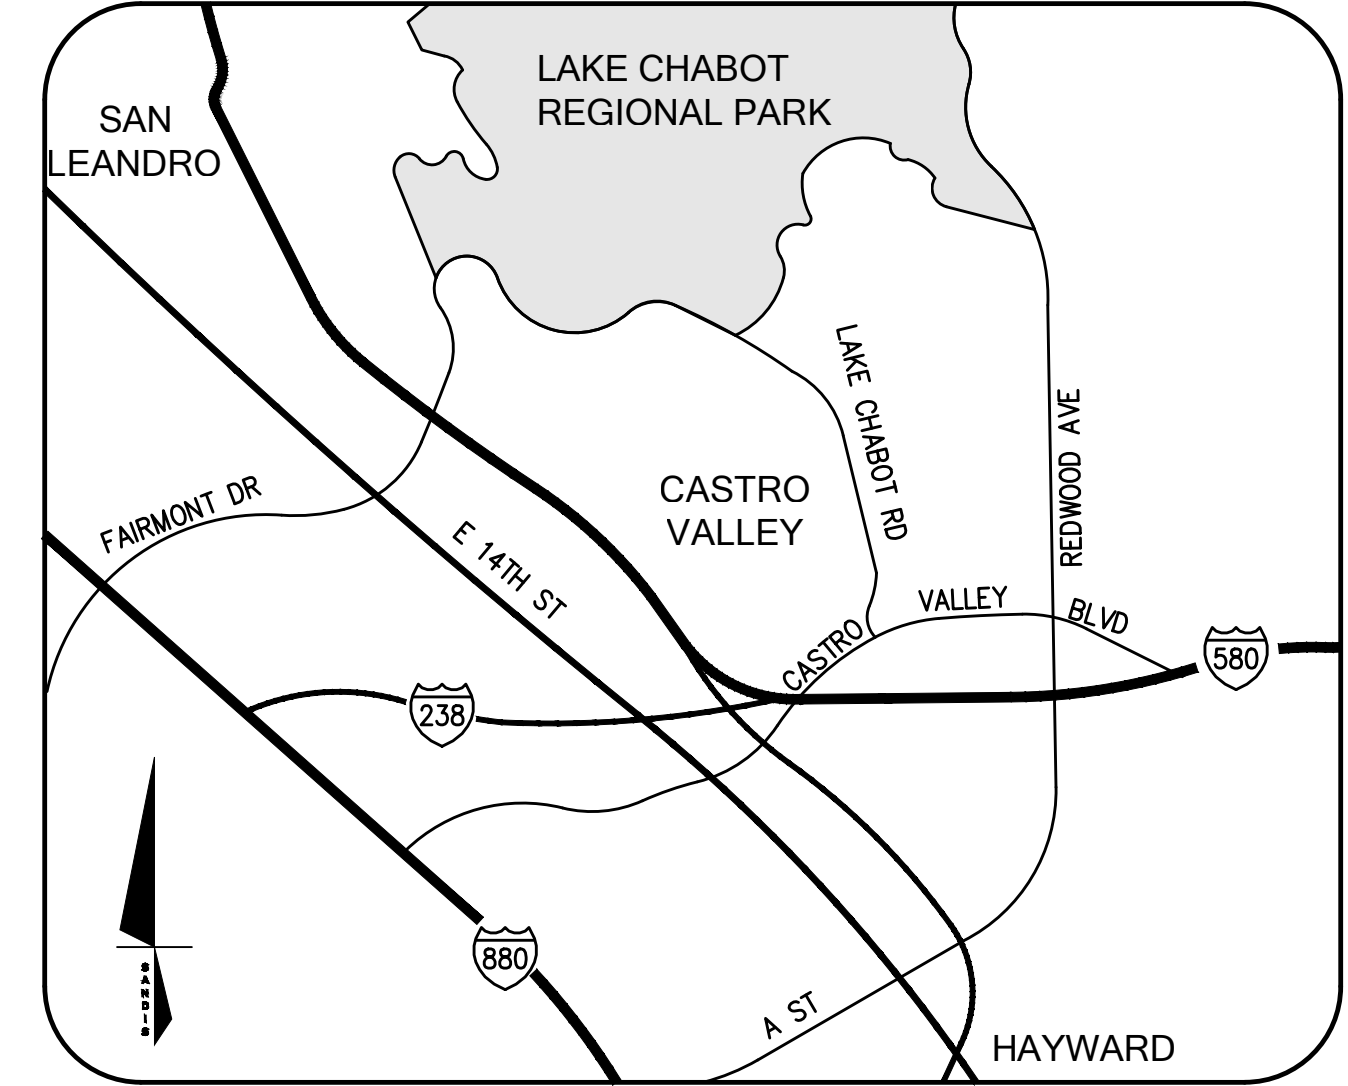 LAKE CHABOT
REGIONAL PARK
SAN
LEANDRO
LAKE CHABOT RD
REDWOOD AVE
CASTRO
VALLEY
FAIRMONT DR
E 14TH ST
CASTRO VALLEY BLVD
580
238
880
SANDIS
A ST
HAYWARD